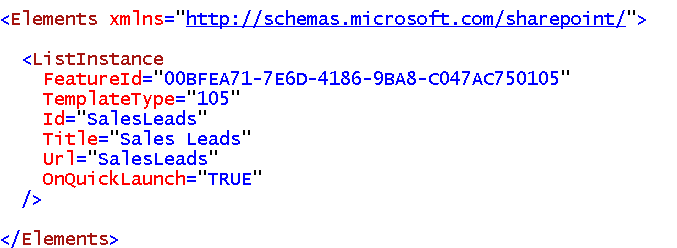 <Elements xmlns="http://schemas.microsoft.com/sharepoint/">
<ListInstance
FeatureId="00BFEA71-7E6D-4186-9BA8-C047AC750105"
TemplateType="105"
Id="SalesLeads"
Title="Sales Leads"
Url="SalesLeads"
OnQuickLaunch="TRUE"
/>
</Elements>